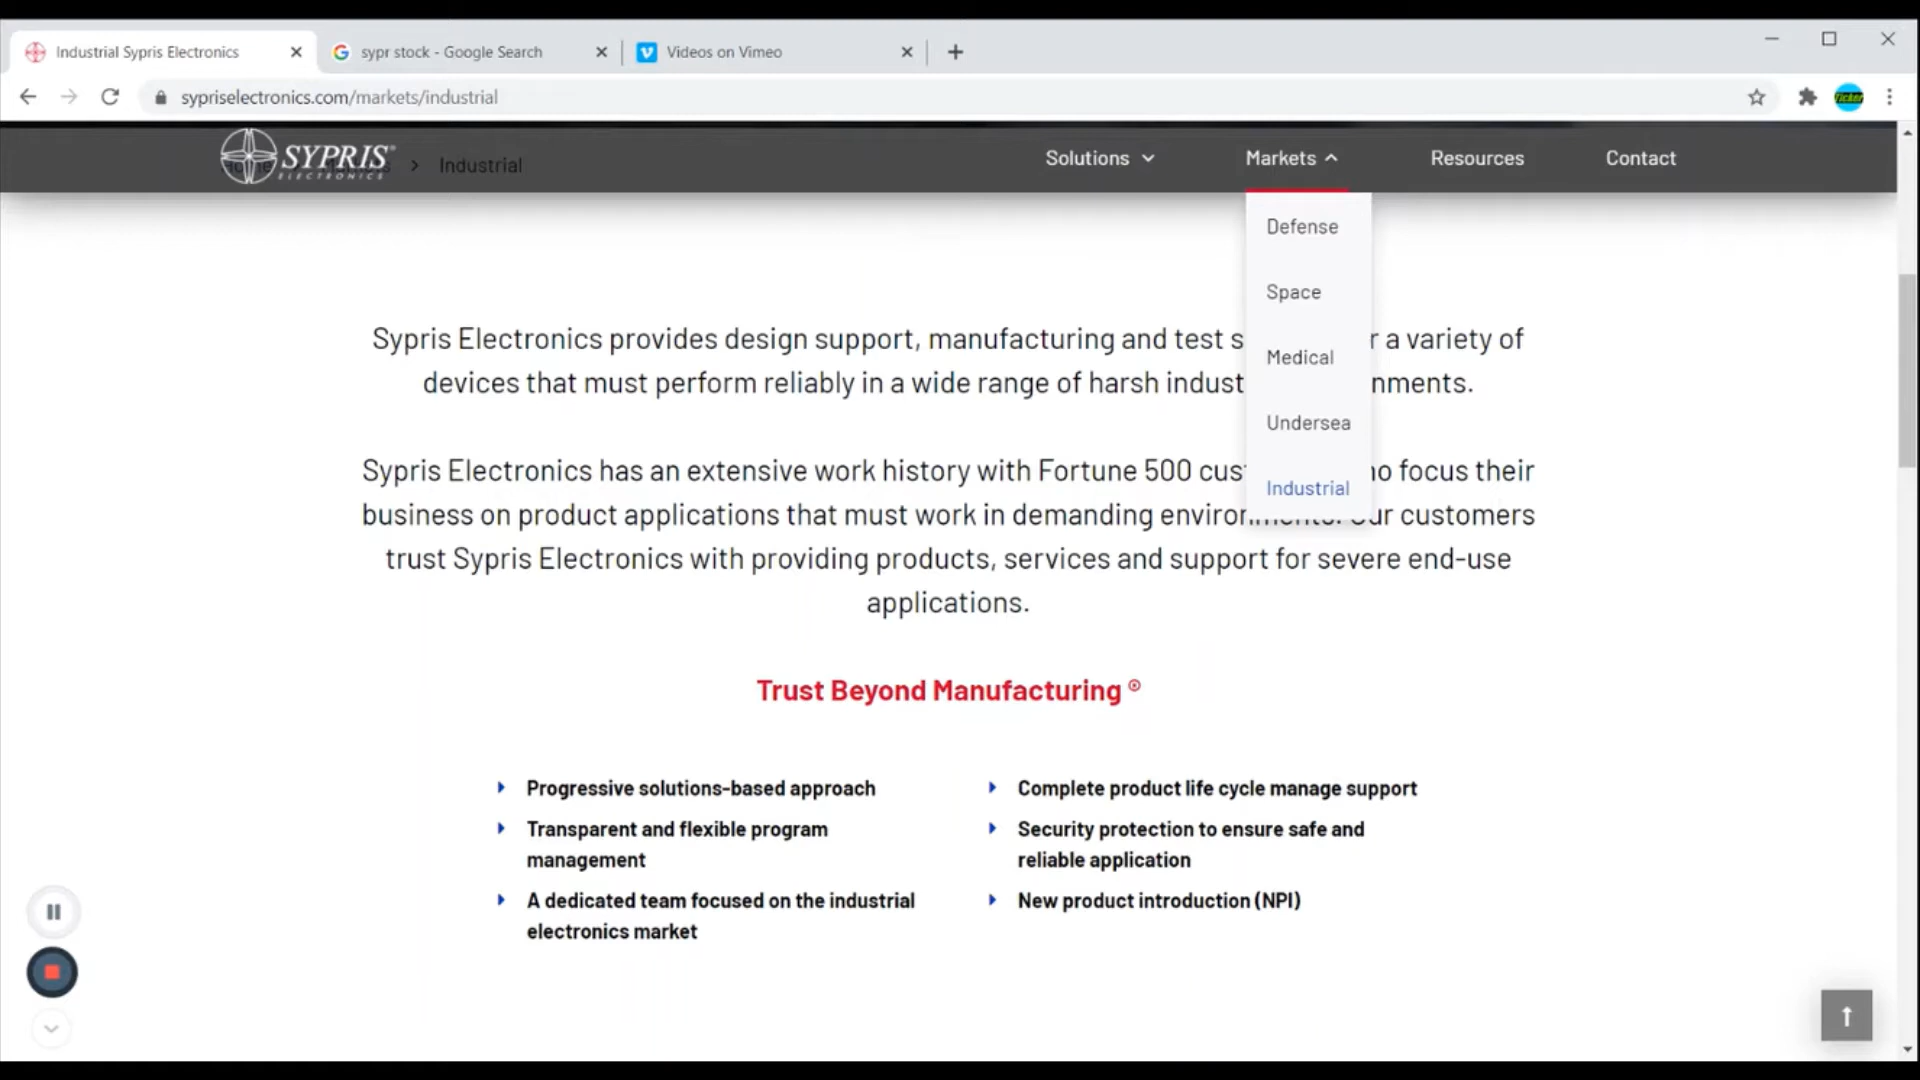 Industrial Sypris Electronics
sypr stock - Google Search
Videos on Vimeo
sypriselectronics.com/markets/industrial
Ticker
SYPRIS®
ELECTRONICS
Industrial
Solutions
Markets
Resources
Contact
Defense
Space
Medical
Undersea
Industrial
Sypris Electronics provides design support, manufacturing and test s r a variety of
devices that must perform reliably in a wide range of harsh indust nments.
Sypris Electronics has an extensive work history with Fortune 500 cus o focus their
business on product applications that must work in demanding environments. Our customers
trust Sypris Electronics with providing products, services and support for severe end-use
applications.
Trust Beyond Manufacturing ®
Progressive solutions-based approach
Transparent and flexible program
management
A dedicated team focused on the industrial
electronics market
Complete product life cycle manage support
Security protection to ensure safe and
reliable application
New product introduction (NPI)